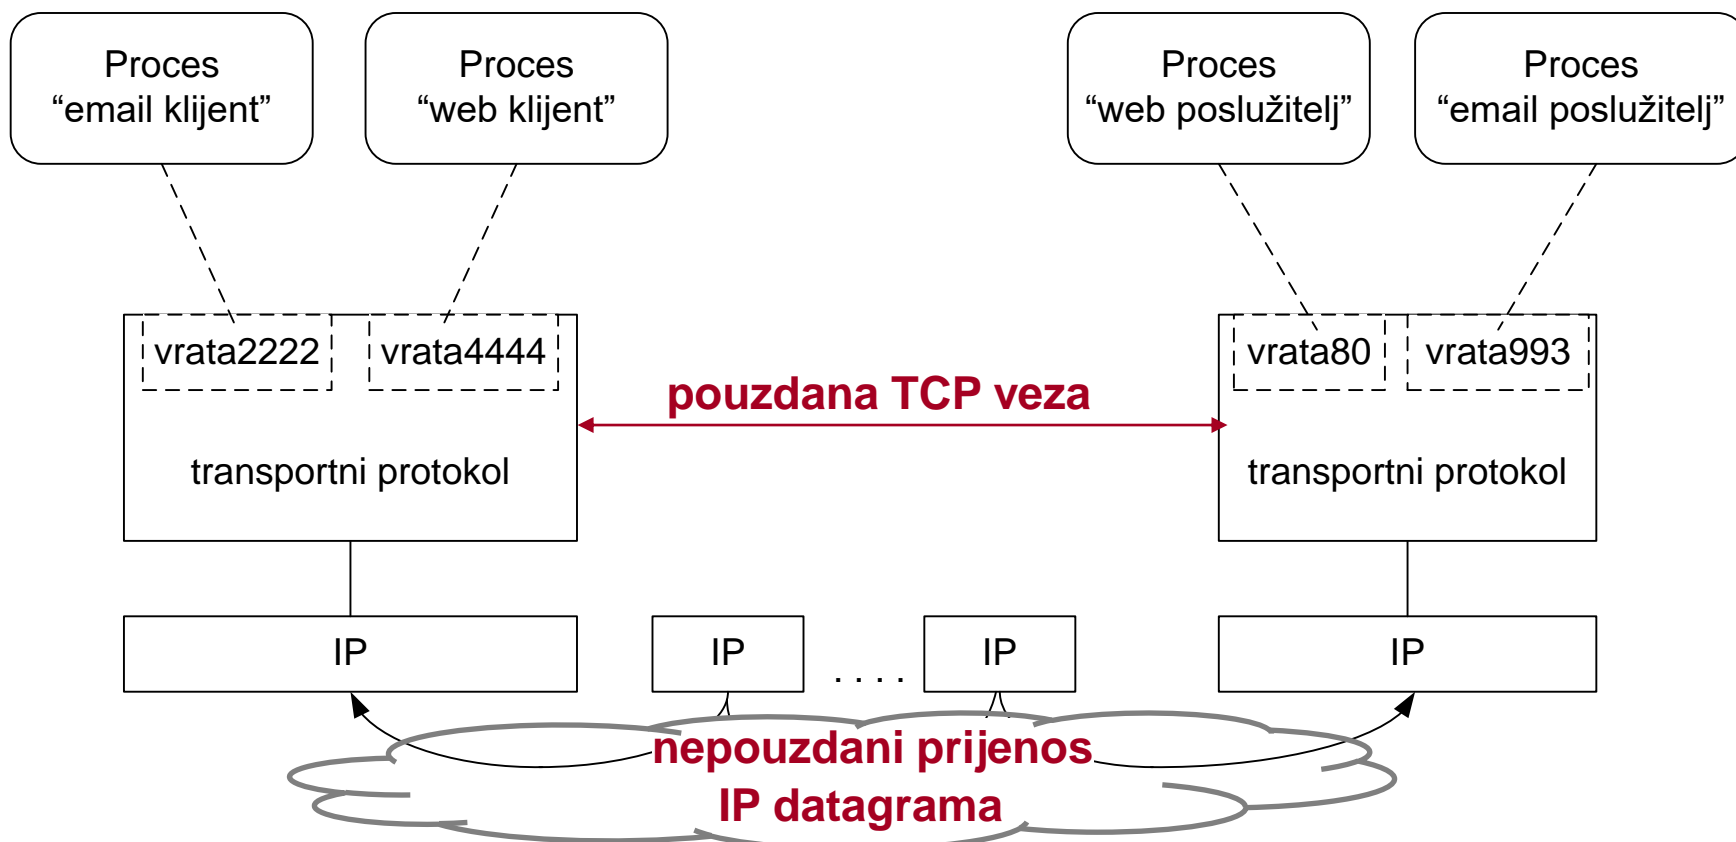 Proces
“email klijent”
Proces
“web klijent”
Proces
“web poslužitelj”
Proces
“email poslužitelj”
vrata2222
vrata4444
vrata80
vrata993
pouzdana TCP veza
transportni protokol
transportni protokol
IP
IP
. . . .
IP
IP
nepouzdani prijenos
IP datagrama